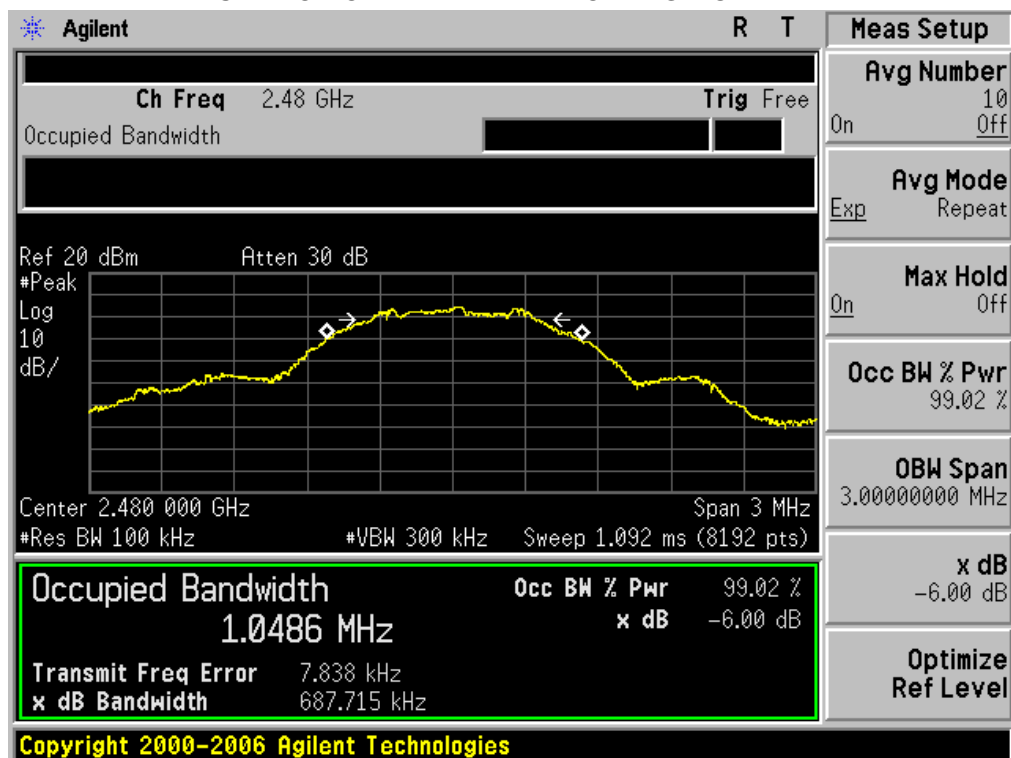 Agilent R T
Ch Freq 2.48 GHz Trig Free
Occupied Bandwidth
Ref 20 dBm Atten 30 dB
#Peak
Log
10
dB/
Center 2.480 000 GHz Span 3 MHz
#Res BW 100 kHz #VBW 300 kHz Sweep 1.092 ms (8192 pts)
Occupied Bandwidth Occ BW % Pwr 99.02 %
1.0486 MHz x dB -6.00 dB
Transmit Freq Error 7.838 kHz
x dB Bandwidth 687.715 kHz
Copyright 2000-2006 Agilent Technologies
Meas Setup
Avg Number
10
On Off
Avg Mode
Exp Repeat
Max Hold
On Off
Occ BW % Pwr
99.02 %
OBW Span
3.00000000 MHz
x dB
-6.00 dB
Optimize
Ref Level